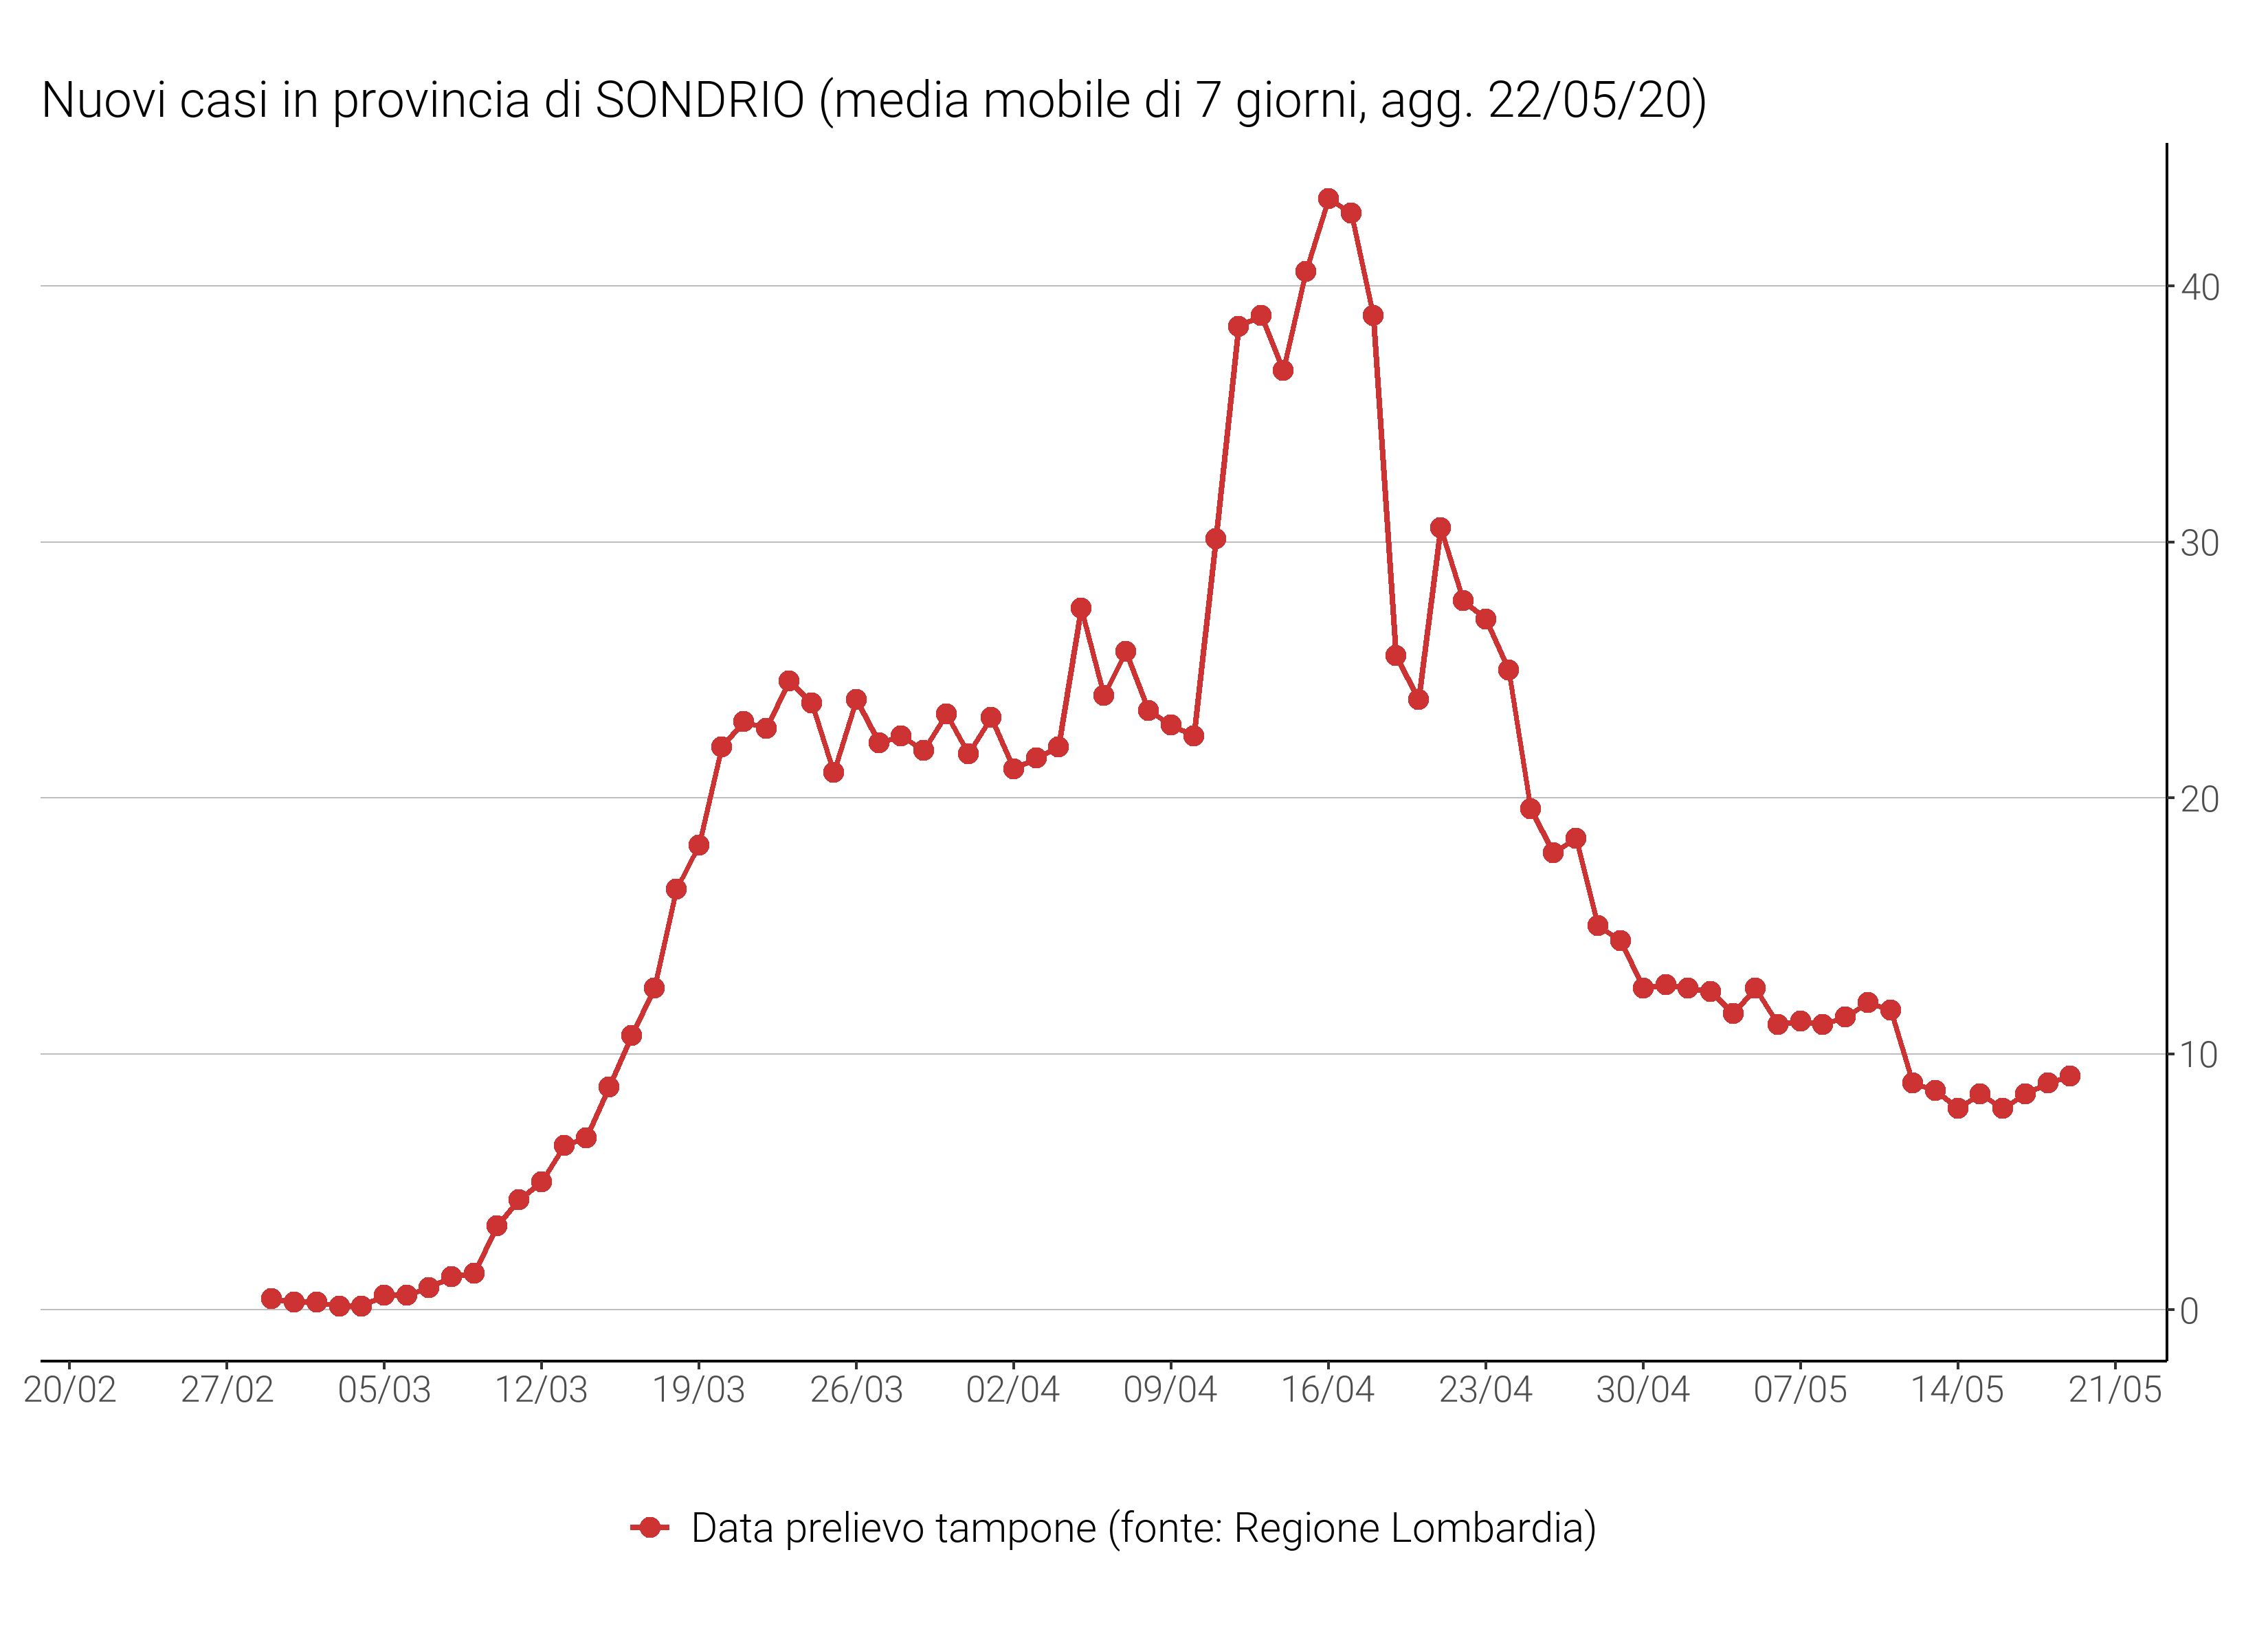 Nuovi casi in provincia di SONDRIO (media mobile di 7 giorni, agg. 22/05/20)
40
30
20
10
0
20/02 27/02 05/03 12/03 19/03 26/03 02/04 09/04 16/04 23/04 30/04 07/05 14/05 21/05
Data prelievo tampone (fonte: Regione Lombardia)